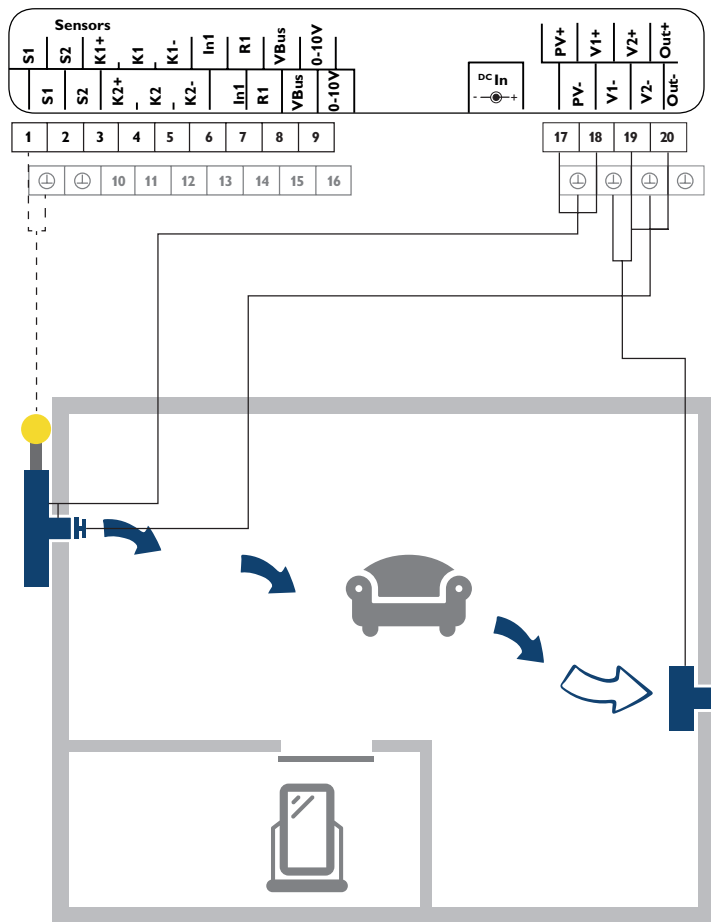 Sensors
S1 S2 K1+ K1 K1- In1 R1 VBus 0-10V
S1 S2 K2+ K2 K2- In1 R1 VBus 0-10V
DC In
- +
PV+ V1+ V2+ Out+
PV- V1- V2- Out-
1 2 3 4 5 6 7 8 9
17 18 19 20
10 11 12 13 14 15 16